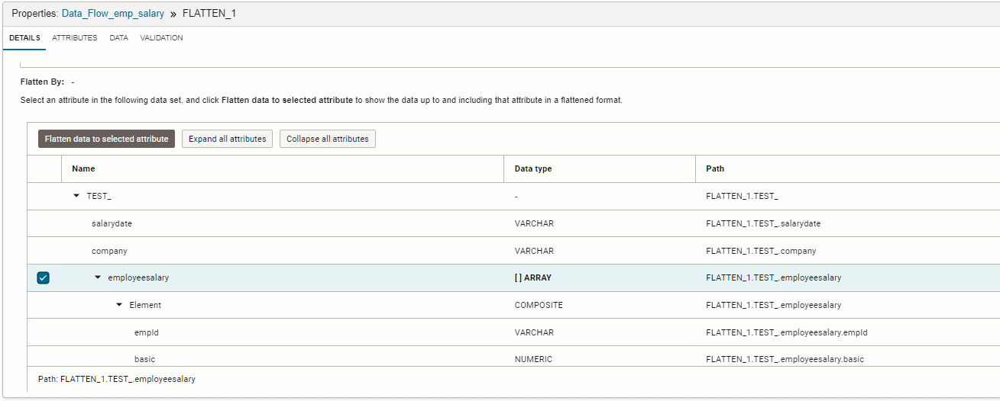 Properties: Data_Flow_emp_salary » FLATTEN_1
DETAILS ATTRIBUTES DATA VALIDATION
Flatten By: -
Select an attribute in the following data set, and click Flatten data to selected attribute to show the data up to and including that attribute in a flattened format.
Flatten data to selected attribute Expand all attributes Collapse all attributes
Name Data type Path
TEST_ - FLATTEN_1.TEST_
salarydate VARCHAR FLATTEN_1.TEST_.salarydate
company VARCHAR FLATTEN_1.TEST_.company
employeesalary [ ] ARRAY FLATTEN_1.TEST_.employeesalary
Element COMPOSITE FLATTEN_1.TEST_.employeesalary
empId VARCHAR FLATTEN_1.TEST_.employeesalary.empId
basic NUMERIC FLATTEN_1.TEST_.employeesalary.basic
Path: FLATTEN_1.TEST_.employeesalary